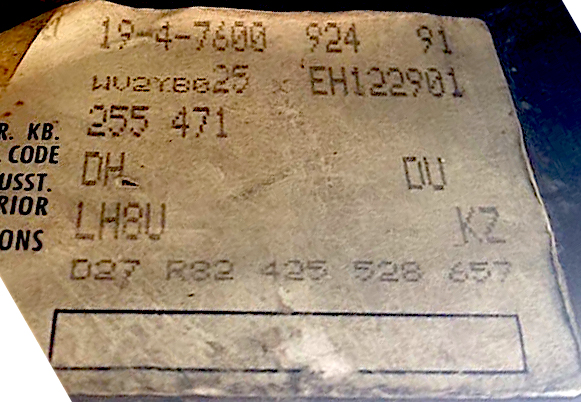 19-4-7600 924 91
WV2YB025 x EH122901
R. KB. 255 471
. CODE
USST. DH DU
RIOR
ONS LH8U KZ
D27 R82 425 528 657